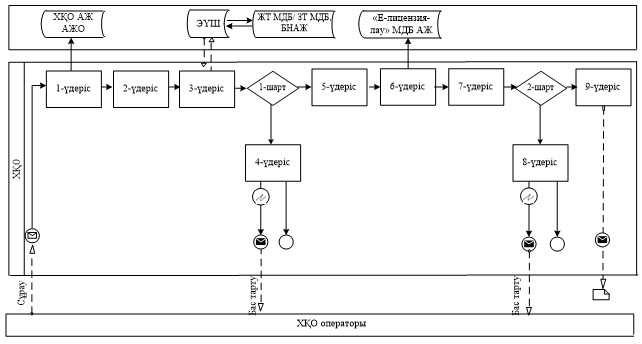 ХҚО АЖ
АЖО
ЭҮШ
ЖТ МДБ/ ЗТ МДБ,
БНАЖ
«Е-лицензия-
лау» МДБ АЖ
ХҚО
1-үдеріс
2-үдеріс
3-үдеріс
1-шарт
5-үдеріс
6-үдеріс
7-үдеріс
2-шарт
9-үдеріс
4-үдеріс
8-үдеріс
Сұрау
Бас тарту
Бас тарту
ХҚО операторы